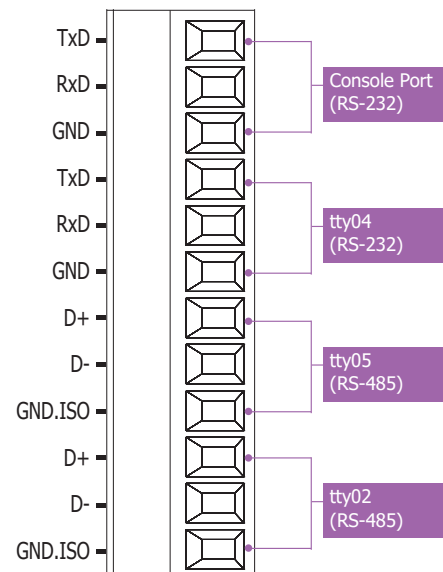 TxD
RxD
GND
TxD
RxD
GND
D+
D-
GND.ISO
D+
D-
GND.ISO
Console Port
(RS-232)
tty04
(RS-232)
tty05
(RS-485)
tty02
(RS-485)